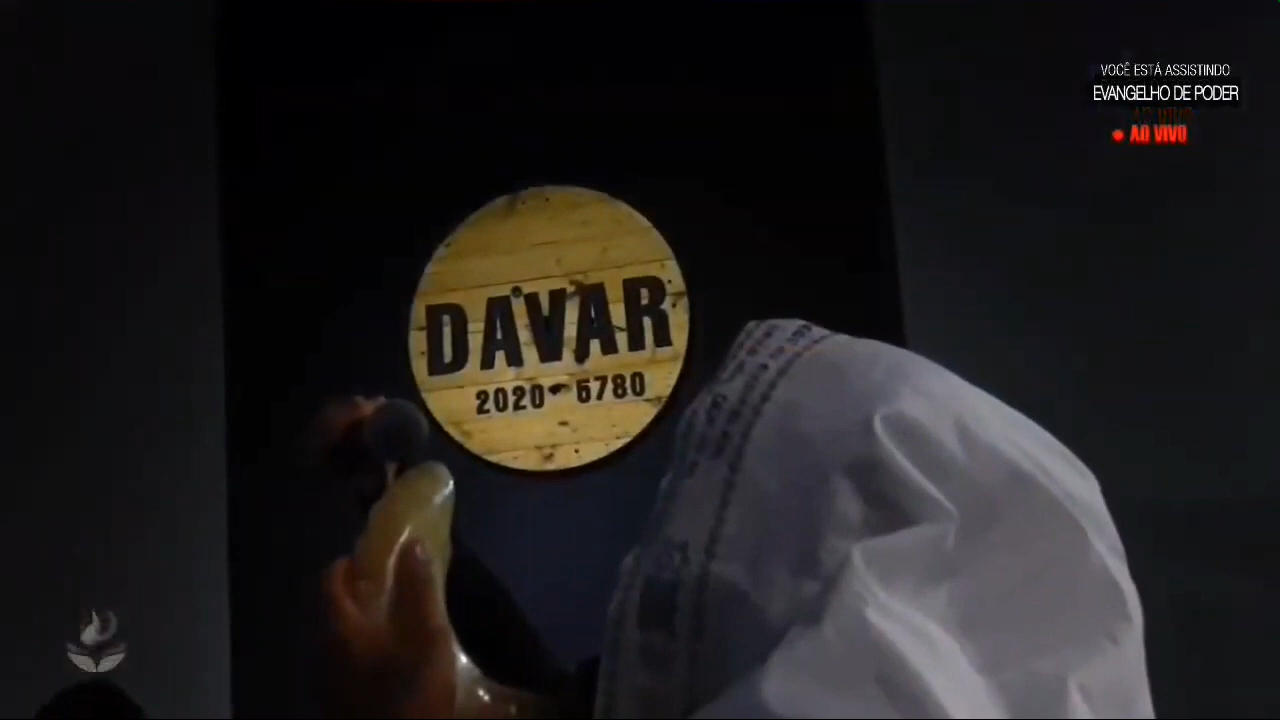 VOCÊ ESTÁ ASSISTINDO
EVANGELHO DE PODER
AO VIVO
DAVAR
2020 5780